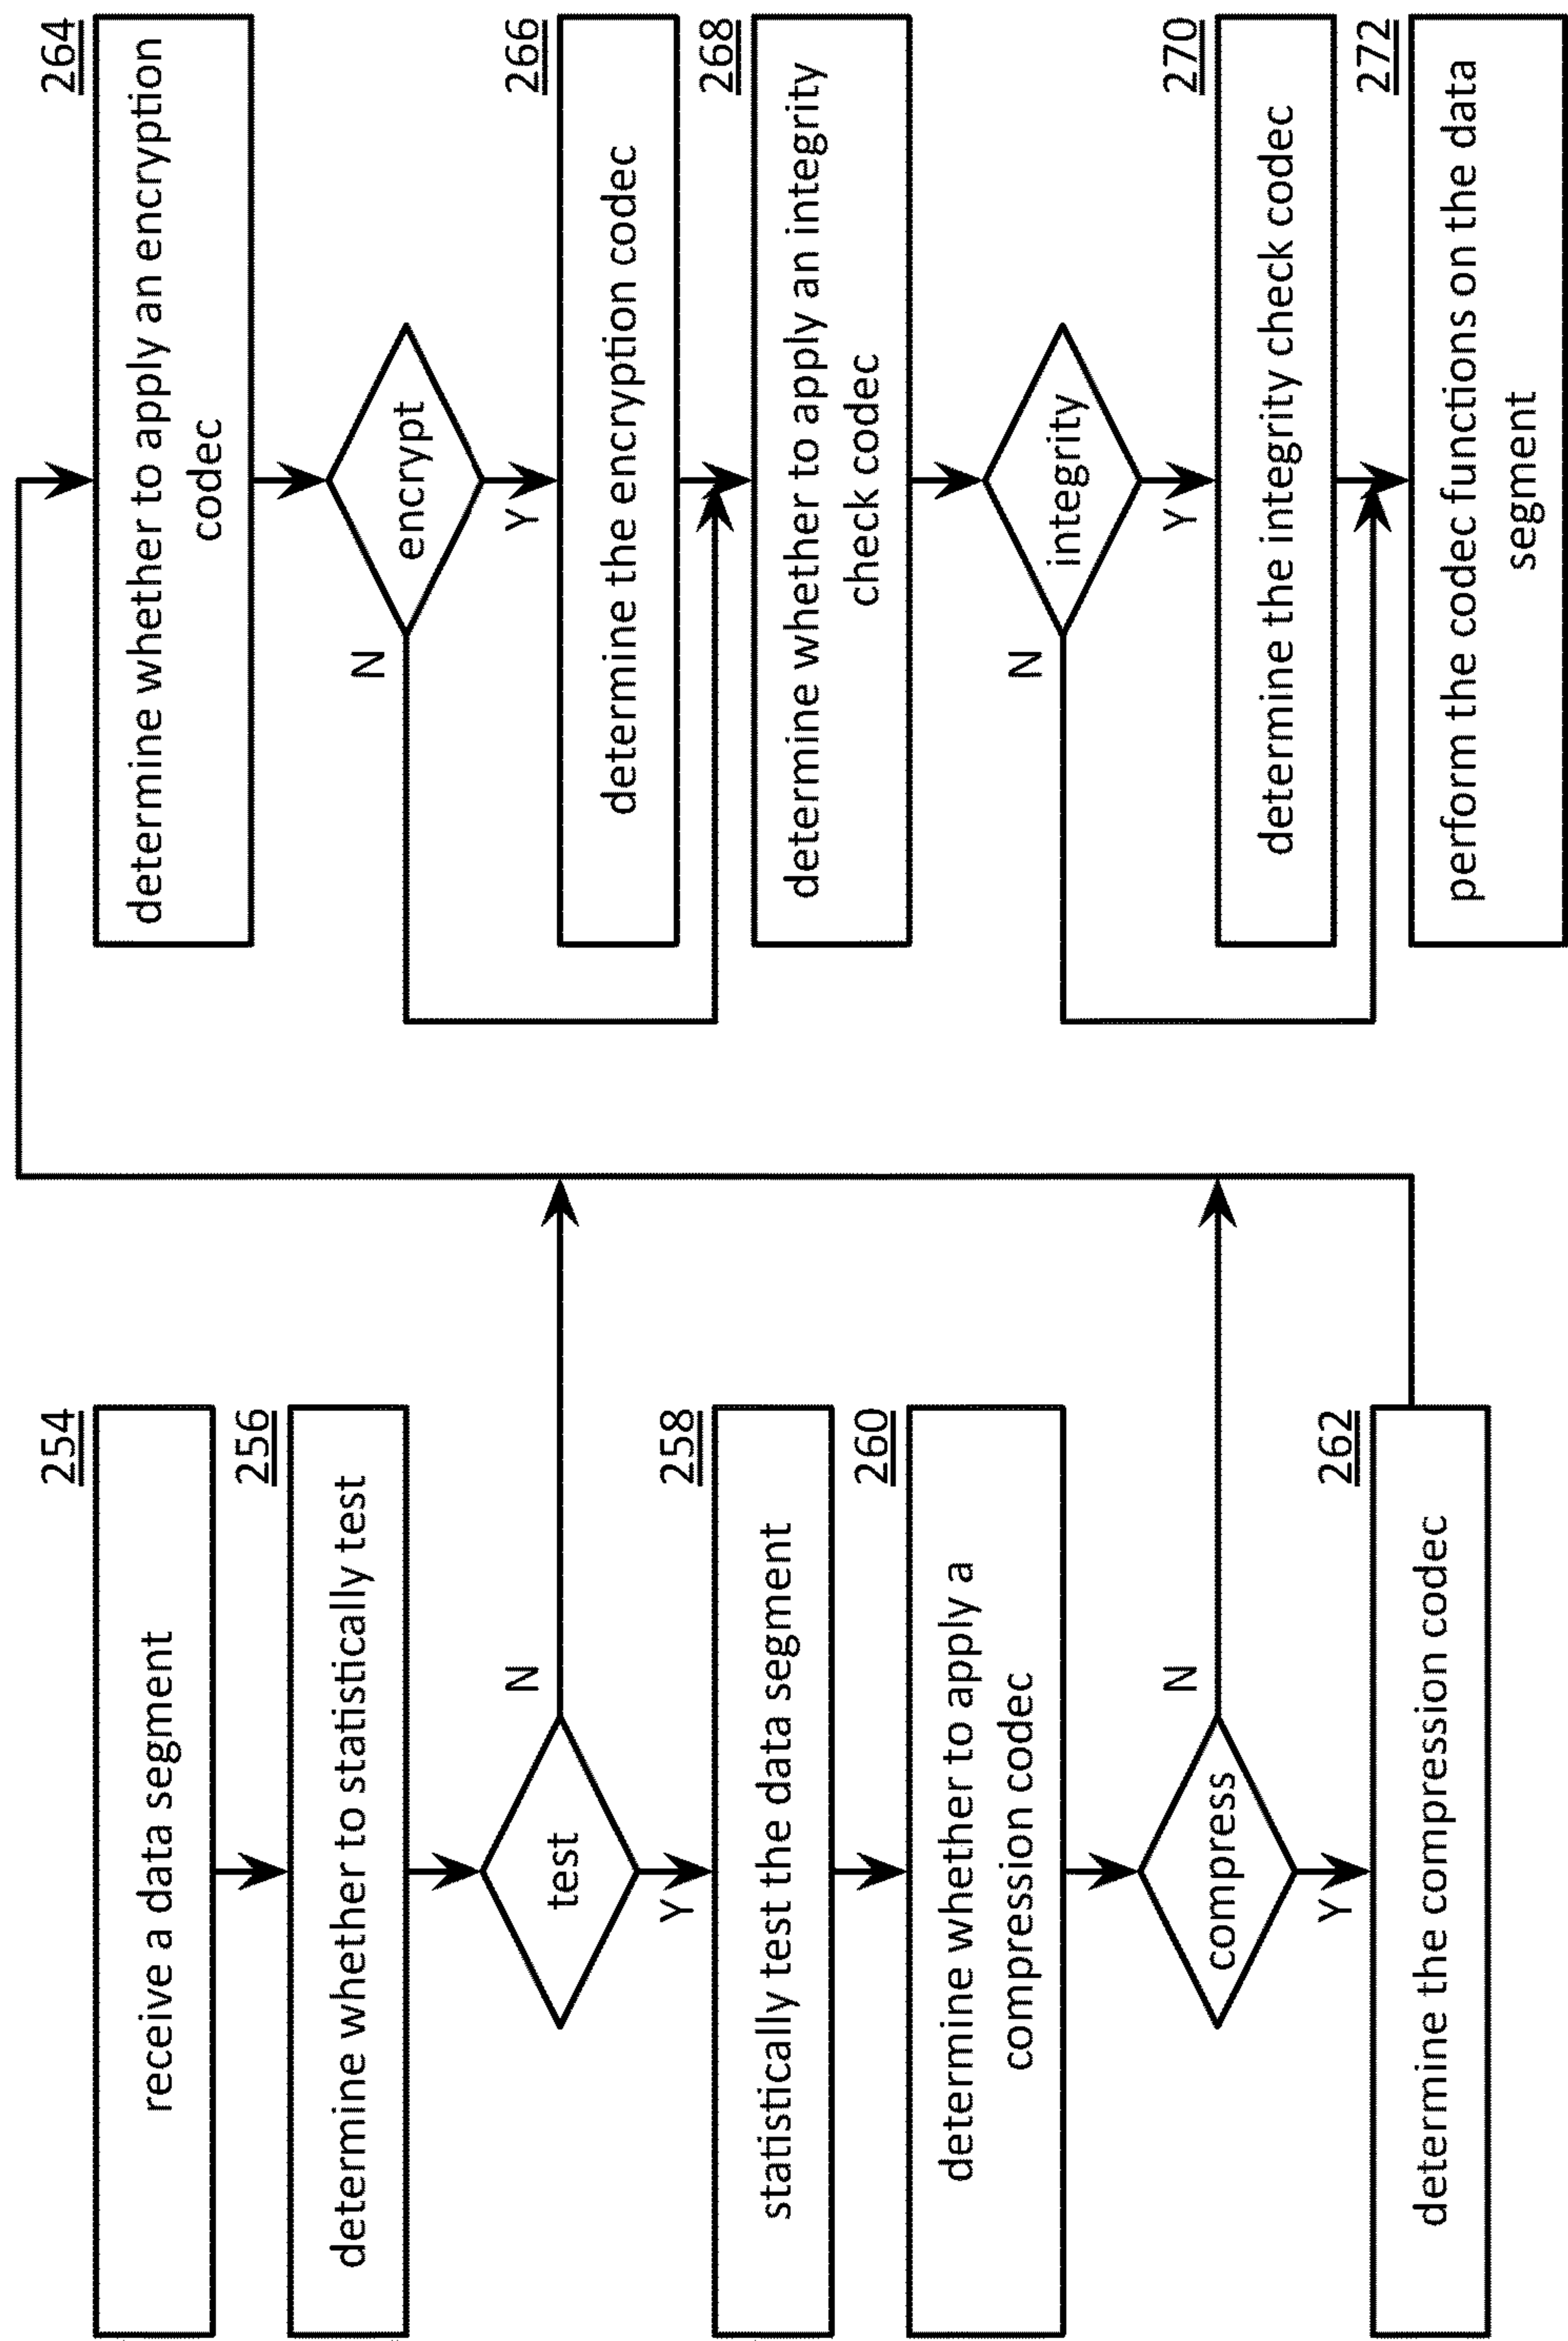 254
receive a data segment
256
determine whether to statistically test
test
N
Y
258
statistically test the data segment
260
determine whether to apply a
compression codec
compress
N
Y
262
determine the compression codec
264
determine whether to apply an encryption
codec
encrypt
N
Y
266
determine the encryption codec
268
determine whether to apply an integrity
check codec
integrity
N
Y
270
determine the integrity check codec
272
perform the codec functions on the data
segment